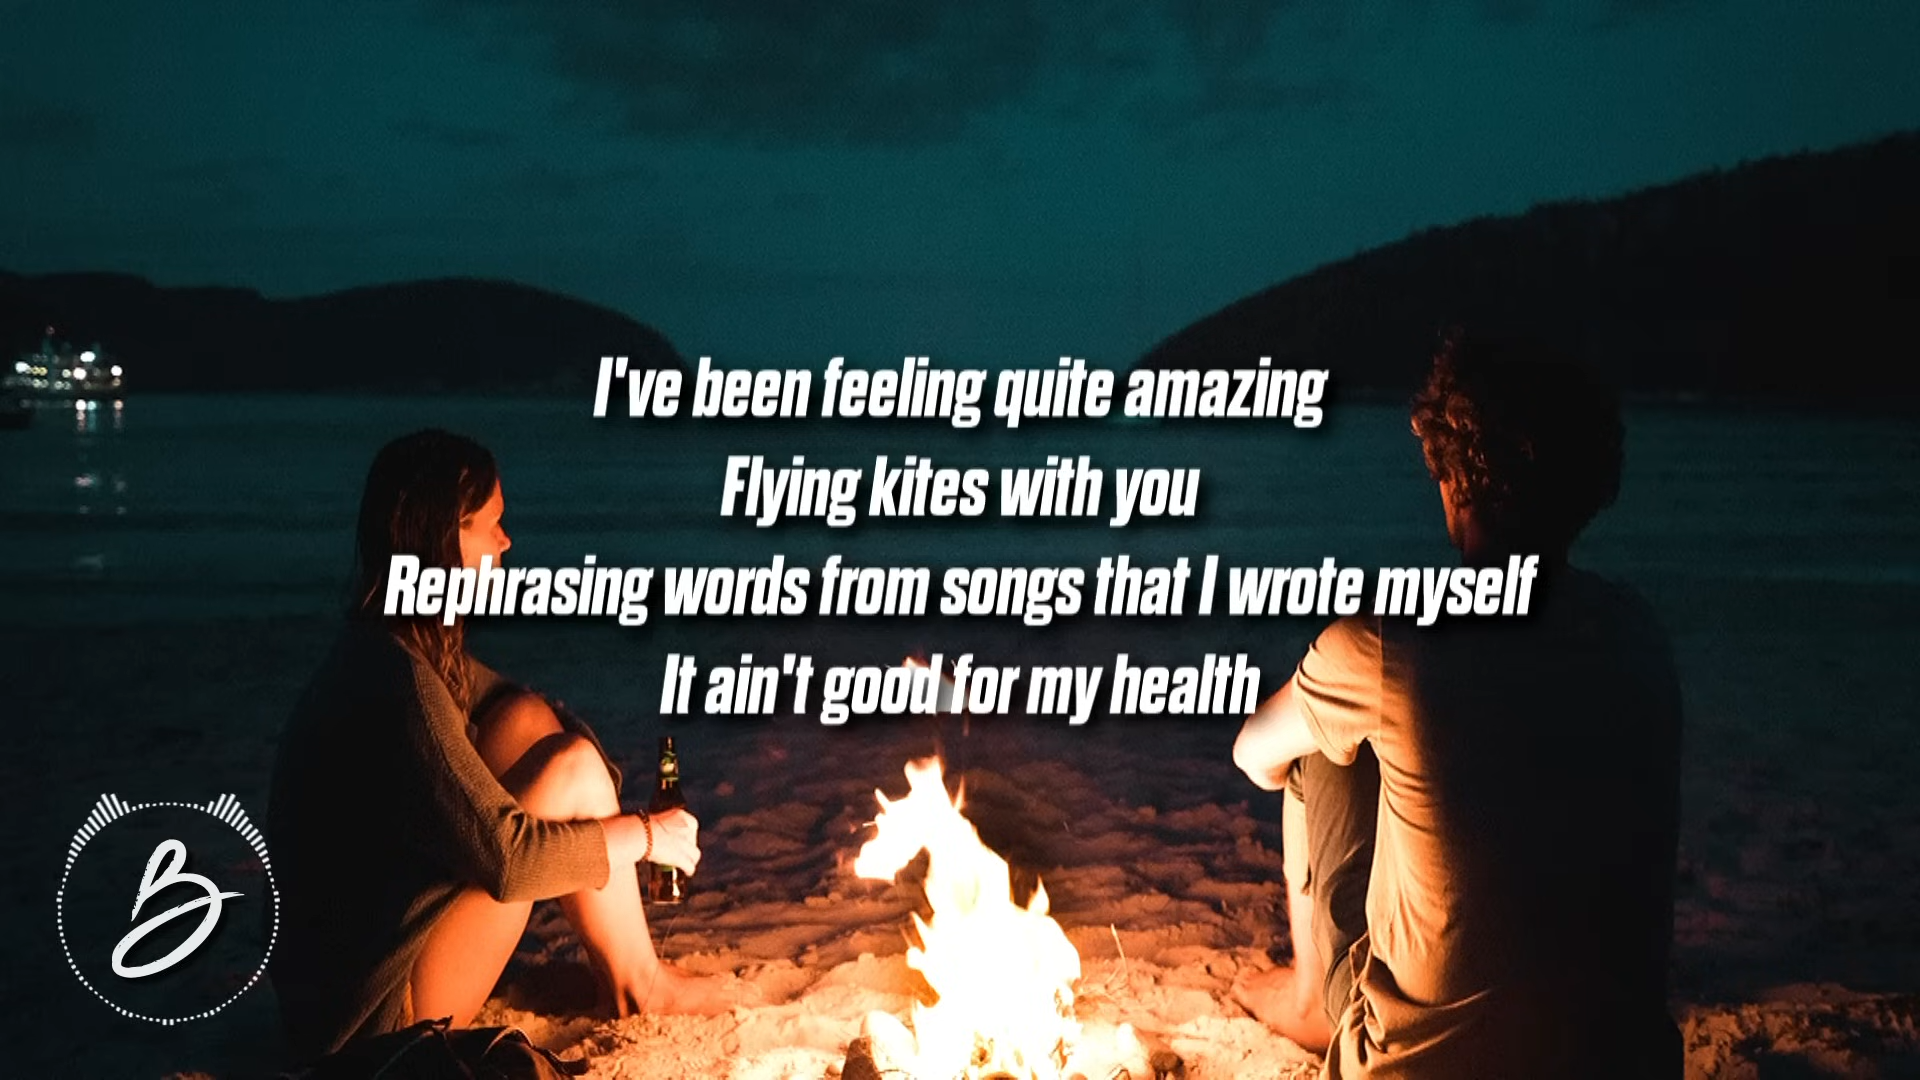 I've been feeling quite amazing
Flying kites with you
Rephrasing words from songs that I wrote myself
It ain't good for my health
B